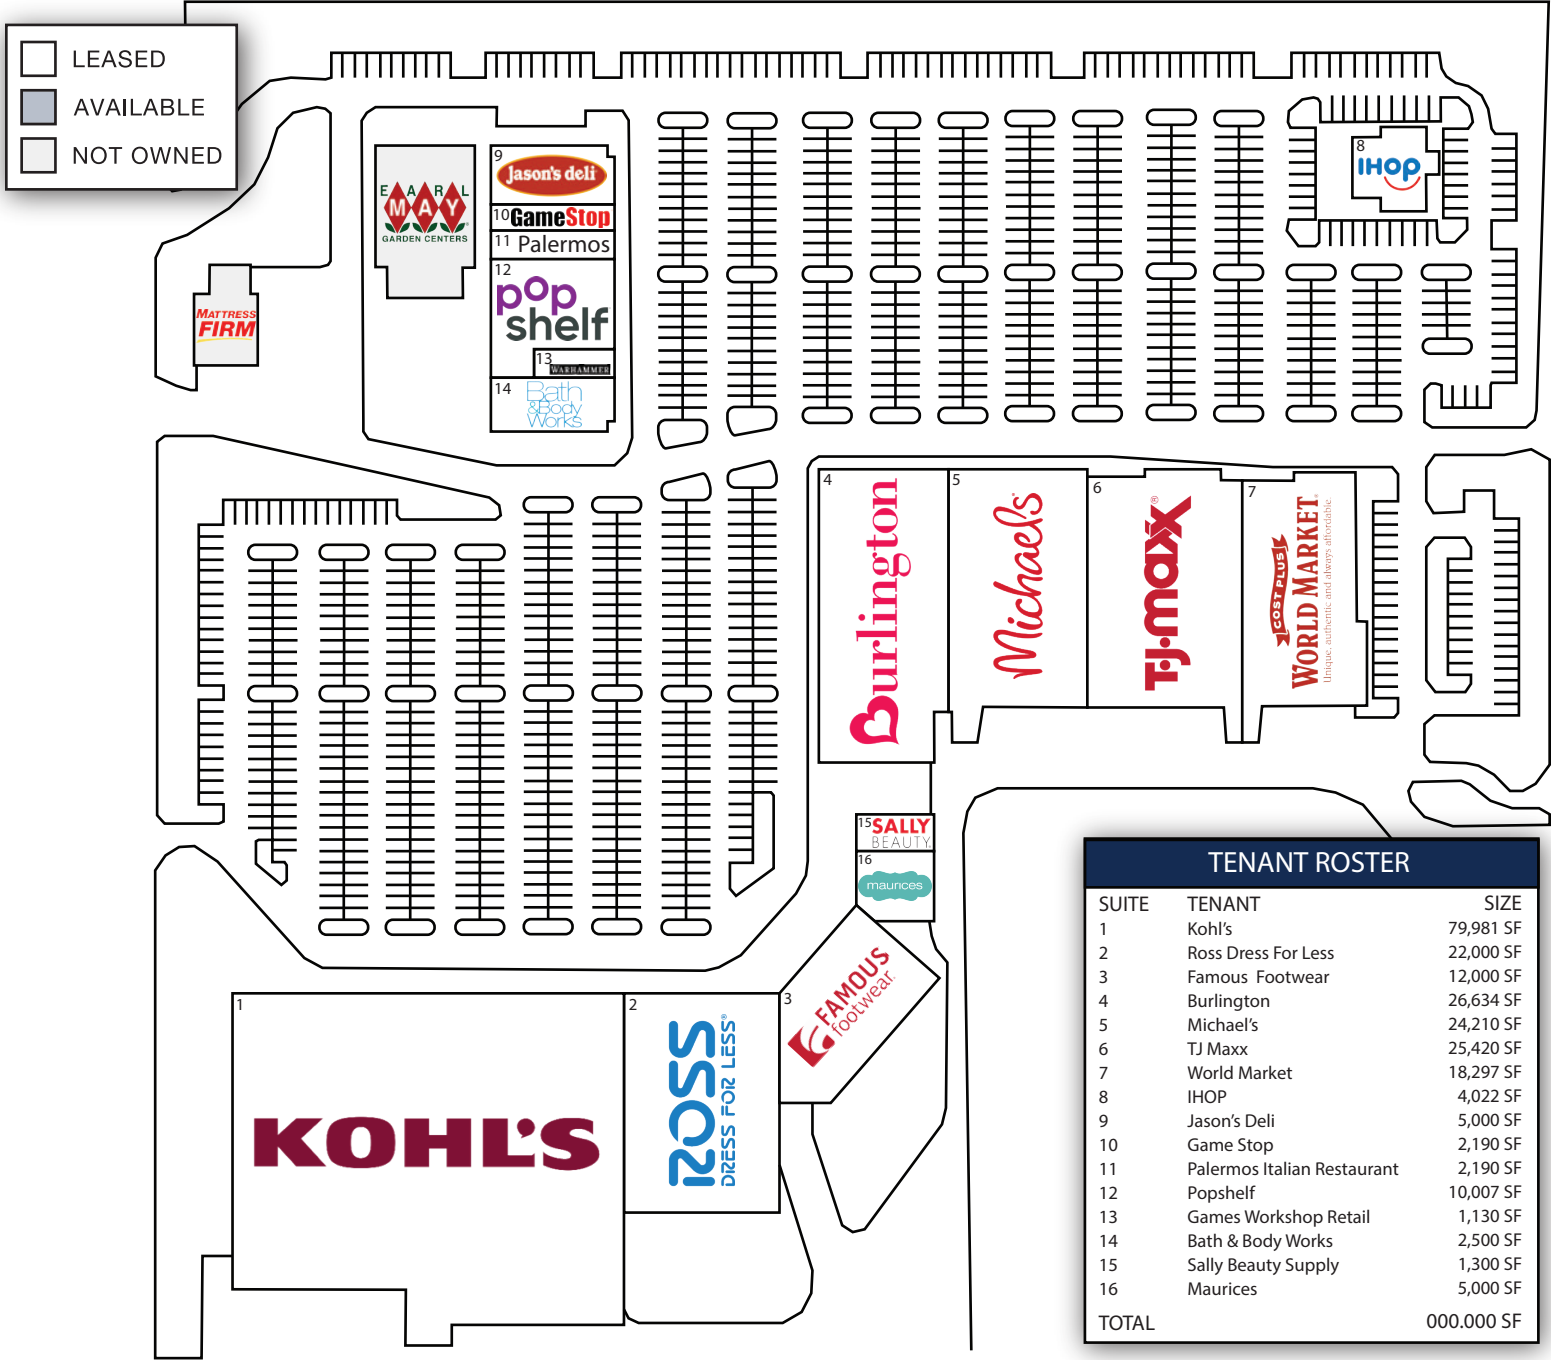 LEASED
AVAILABLE
NOT OWNED
EARL
MAY
GARDEN CENTERS
MATTRESS
FIRM
9
Jason's deli
10 GameStop
11 Palermos
12
pop
shelf
13
WARHAMMER
14
Bath
&Body
Works
8
IHOP
4
Burlington
5
Michaels
6
T·J·maxx®
7
COST PLUS
WORLD MARKET
Unique, authentic and always affordable.
15 SALLY
BEAUTY
16
maurices
3
FAMOUS
footwear
1
KOHL'S
2
ROSS
DRESS FOR LESS®
TENANT ROSTER
SUITE TENANT SIZE
1 Kohl's 79,981 SF
2 Ross Dress For Less 22,000 SF
3 Famous Footwear 12,000 SF
4 Burlington 26,634 SF
5 Michael's 24,210 SF
6 TJ Maxx 25,420 SF
7 World Market 18,297 SF
8 IHOP 4,022 SF
9 Jason's Deli 5,000 SF
10 Game Stop 2,190 SF
11 Palermos Italian Restaurant 2,190 SF
12 Popshelf 10,007 SF
13 Games Workshop Retail 1,130 SF
14 Bath & Body Works 2,500 SF
15 Sally Beauty Supply 1,300 SF
16 Maurices 5,000 SF
TOTAL 000.000 SF